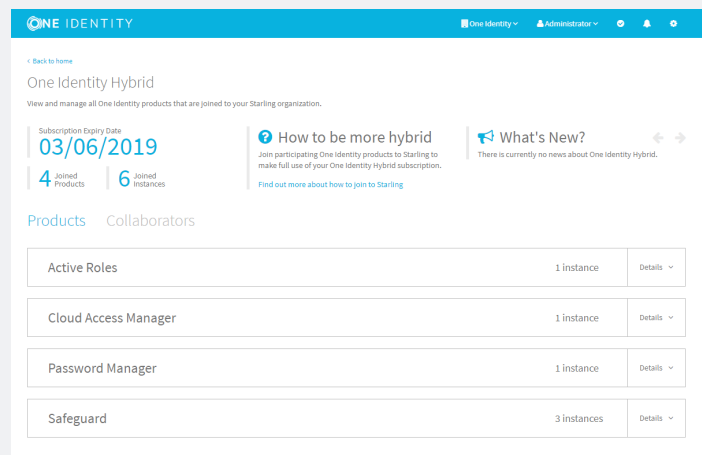 ONE IDENTITY
One Identity
Administrator
< Back to home
One Identity Hybrid
View and manage all One Identity products that are joined to your Starling organization.
Subscription Expiry Date
03/06/2019
4 Joined Products
6 Joined Instances
How to be more hybrid
Join participating One Identity products to Starling to
make full use of your One Identity Hybrid subscription.
Find out more about how to join to Starling
What's New?
There is currently no news about One Identity Hybrid.
Products Collaborators
Active Roles 1 instance Details
Cloud Access Manager 1 instance Details
Password Manager 1 instance Details
Safeguard 3 instances Details